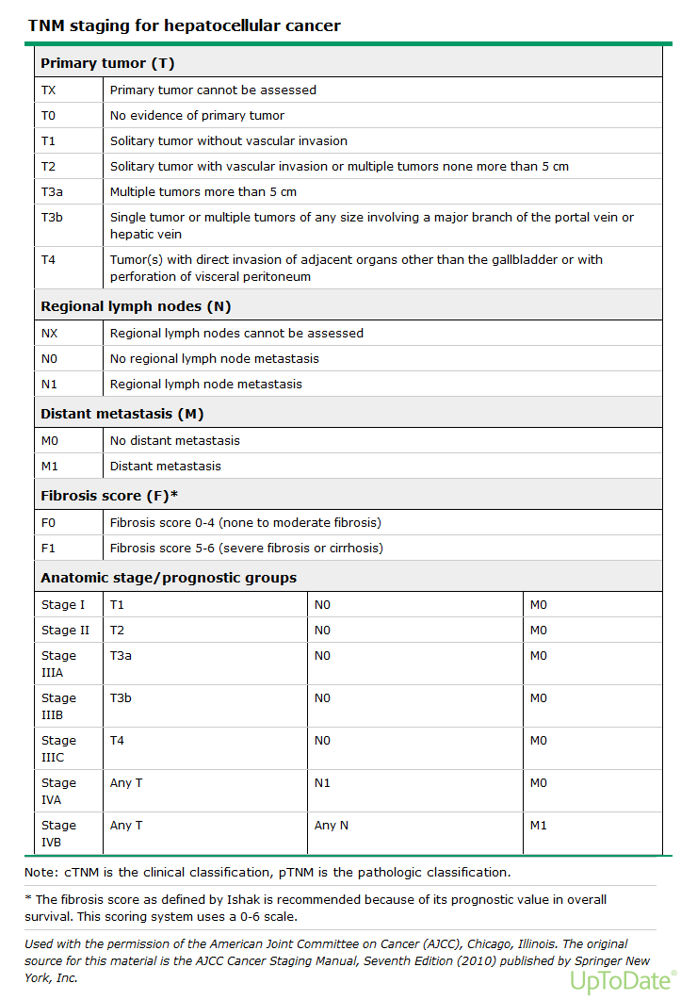 TNM staging for hepatocellular cancer
Primary tumor (T)
TX Primary tumor cannot be assessed
T0 No evidence of primary tumor
T1 Solitary tumor without vascular invasion
T2 Solitary tumor with vascular invasion or multiple tumors none more than 5 cm
T3a Multiple tumors more than 5 cm
T3b Single tumor or multiple tumors of any size involving a major branch of the portal vein or
hepatic vein
T4 Tumor(s) with direct invasion of adjacent organs other than the gallbladder or with
perforation of visceral peritoneum
Regional lymph nodes (N)
NX Regional lymph nodes cannot be assessed
N0 No regional lymph node metastasis
N1 Regional lymph node metastasis
Distant metastasis (M)
M0 No distant metastasis
M1 Distant metastasis
Fibrosis score (F)*
F0 Fibrosis score 0-4 (none to moderate fibrosis)
F1 Fibrosis score 5-6 (severe fibrosis or cirrhosis)
Anatomic stage/prognostic groups
Stage I T1 N0 M0
Stage II T2 N0 M0
Stage T3a N0 M0
IIIA
Stage T3b N0 M0
IIIB
Stage T4 N0 M0
IIIC
Stage Any T N1 M0
IVA
Stage Any T Any N M1
IVB
Note: cTNM is the clinical classification, pTNM is the pathologic classification.
* The fibrosis score as defined by Ishak is recommended because of its prognostic value in overall
survival. This scoring system uses a 0-6 scale.
Used with the permission of the American Joint Committee on Cancer (AJCC), Chicago, Illinois. The original
source for this material is the AJCC Cancer Staging Manual, Seventh Edition (2010) published by Springer New
York, Inc.
UpToDate®